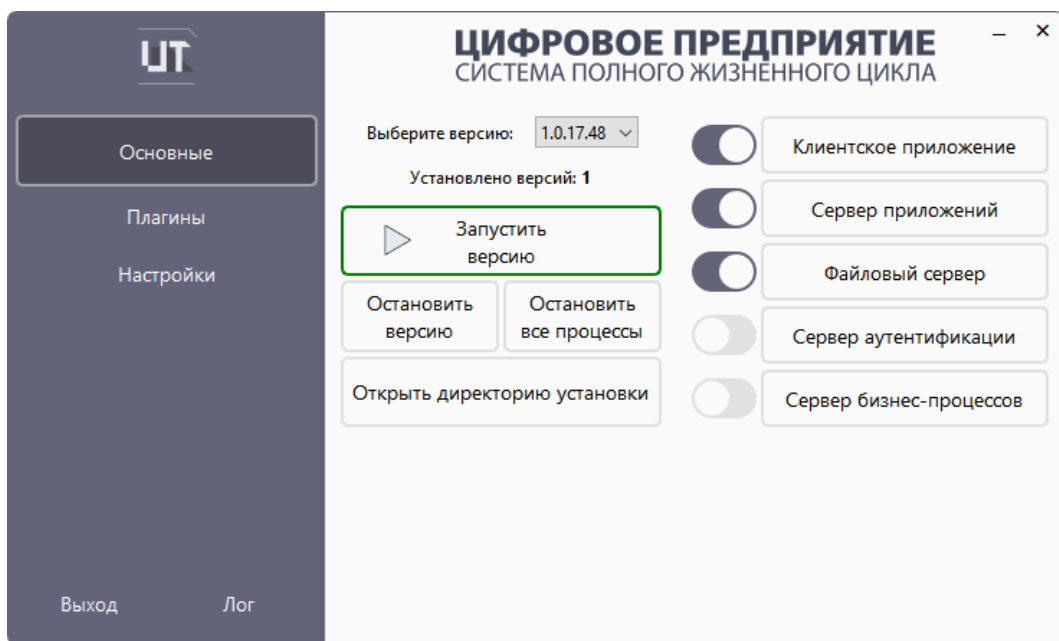 ЦТ
ЦИФРОВОЕ ПРЕДПРИЯТИЕ
СИСТЕМА ПОЛНОГО ЖИЗНЕННОГО ЦИКЛА
Основные
Плагины
Настройки
Выход
Лог
Выберите версию: 1.0.17.48
Установлено версий: 1
Запустить
версию
Остановить
версию
Остановить
все процессы
Открыть директорию установки
Клиентское приложение
Сервер приложений
Файловый сервер
Сервер аутентификации
Сервер бизнес-процессов